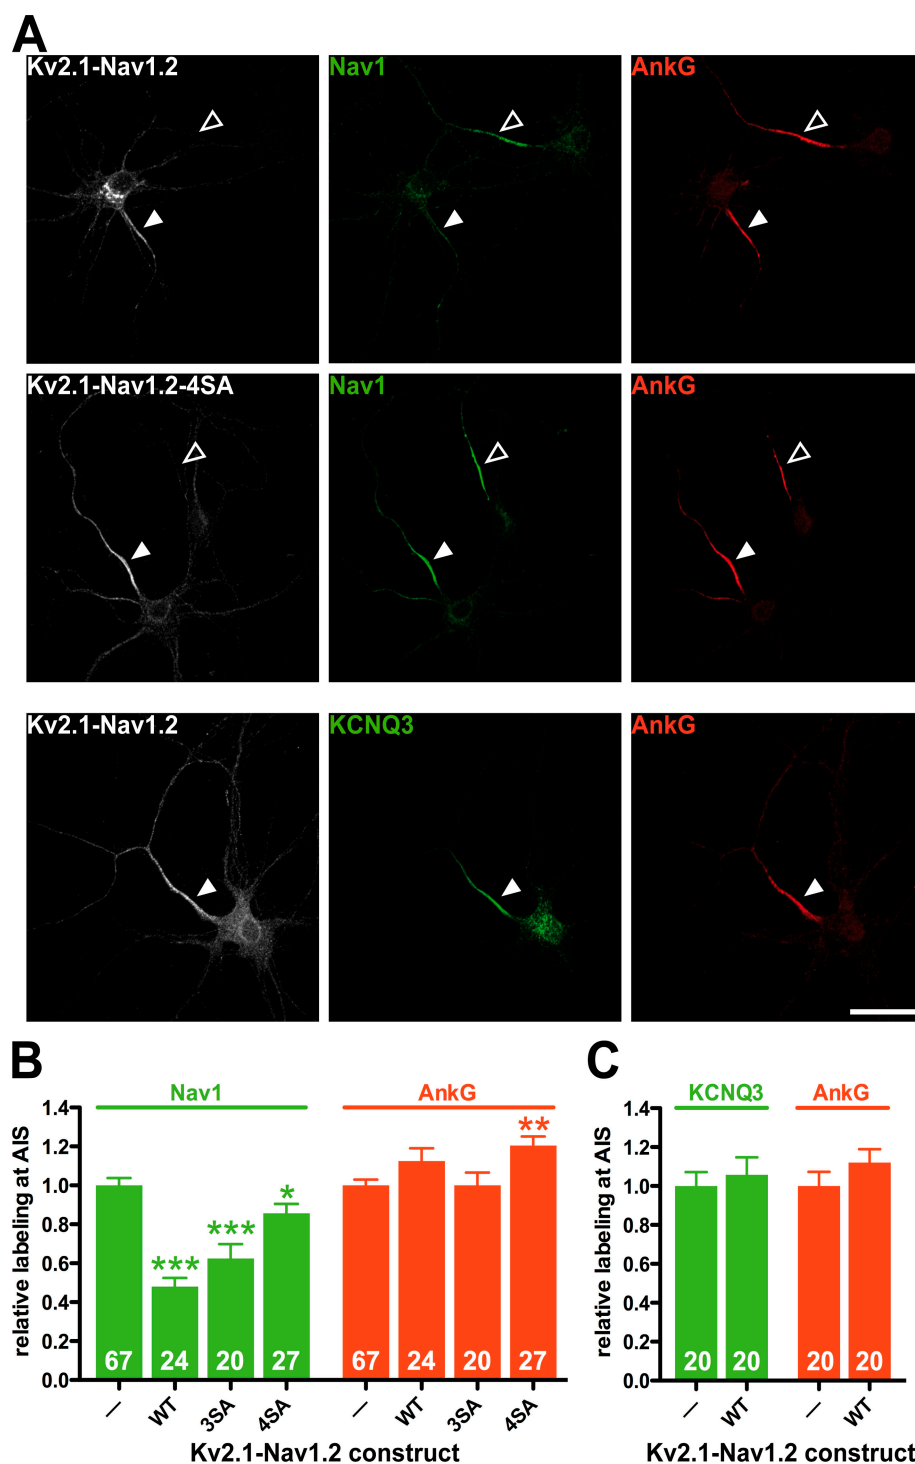 A
Kv2.1-Nav1.2 Nav1 AnkG
Kv2.1-Nav1.2-4SA Nav1 AnkG
Kv2.1-Nav1.2 KCNQ3 AnkG
B
Nav1 AnkG
relative labeling at AIS
1.4
1.2
1.0
0.8
0.6
0.4
0.2
0.0
*** *** * **
67 24 20 27 67 24 20 27
— WT 3SA 4SA — WT 3SA 4SA
Kv2.1-Nav1.2 construct
C
KCNQ3 AnkG
relative labeling at AIS
1.4
1.2
1.0
0.8
0.6
0.4
0.2
0.0
20 20 20 20
— WT — WT
Kv2.1-Nav1.2 construct